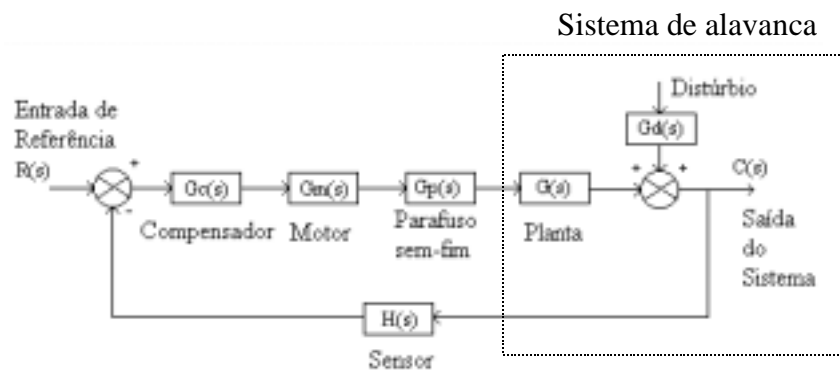 Sistema de alavanca
Distúrbio
Entrada de
Referência
R(s)
+
-
Gc(s)
Gm(s)
Gp(s)
G(s)
Gd(s)
+
+
C(s)
Compensador
Motor
Parafuso
sem-fim
Planta
Saída
do
Sistema
H(s)
Sensor